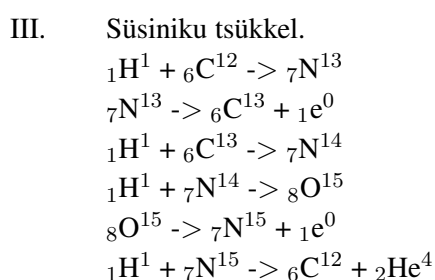 III. Süsiniku tsükkel.
₁H¹ + ₆C¹² -> ₇N¹³
₇N¹³ -> ₆C¹³ + ₁e⁰
₁H¹ + ₆C¹³ -> ₇N¹⁴
₁H¹ + ₇N¹⁴ -> ₈O¹⁵
₈O¹⁵ -> ₇N¹⁵ + ₁e⁰
₁H¹ + ₇N¹⁵ -> ₆C¹² + ₂He⁴